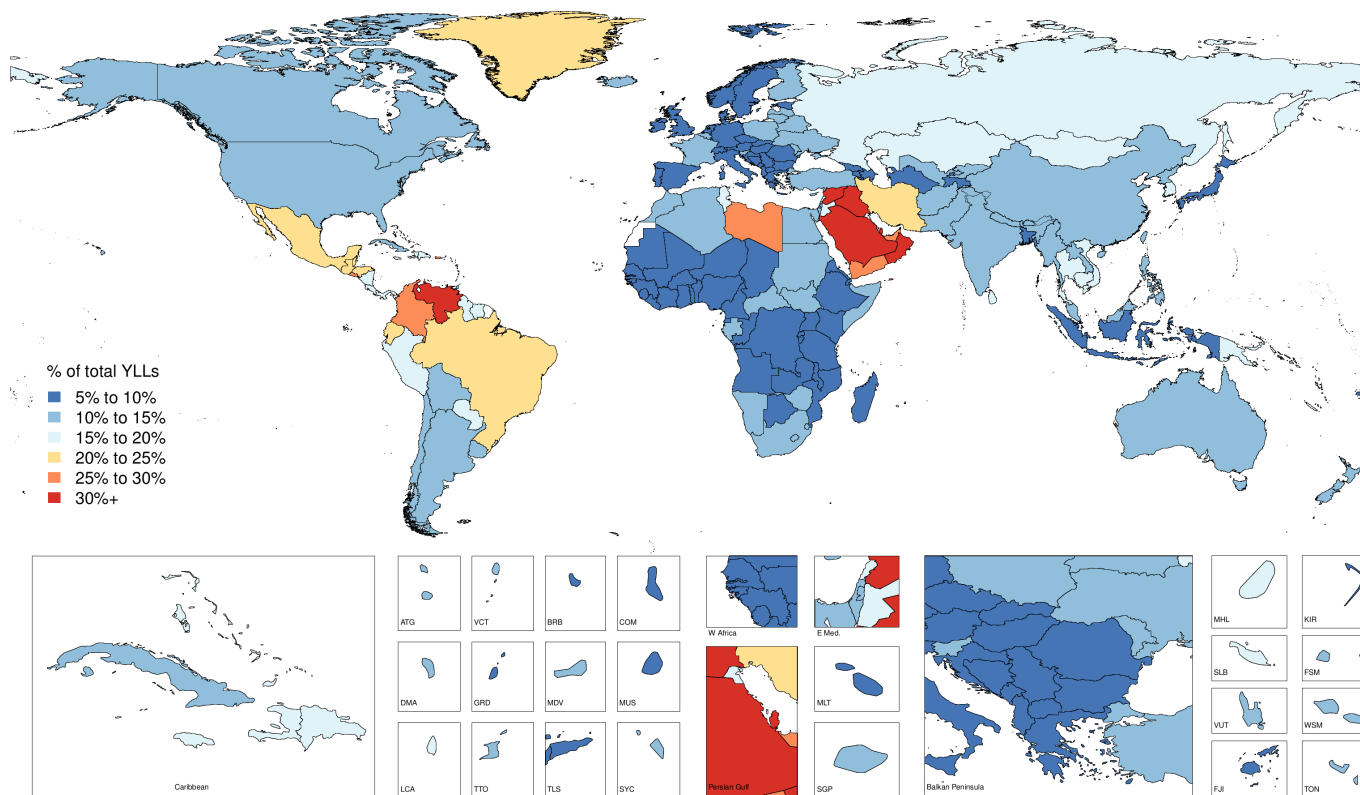 % of total YLLs
5% to 10%
10% to 15%
15% to 20%
20% to 25%
25% to 30%
30%+
Caribbean
ATG
VCT
BRB
COM
DMA
GRD
MDV
MUS
LCA
TTO
TLS
SYC
W Africa
E Med.
Persian Gulf
MLT
SGP
Balkan Peninsula
MHL
KIR
SLB
FSM
VUT
WSM
FJI
TON